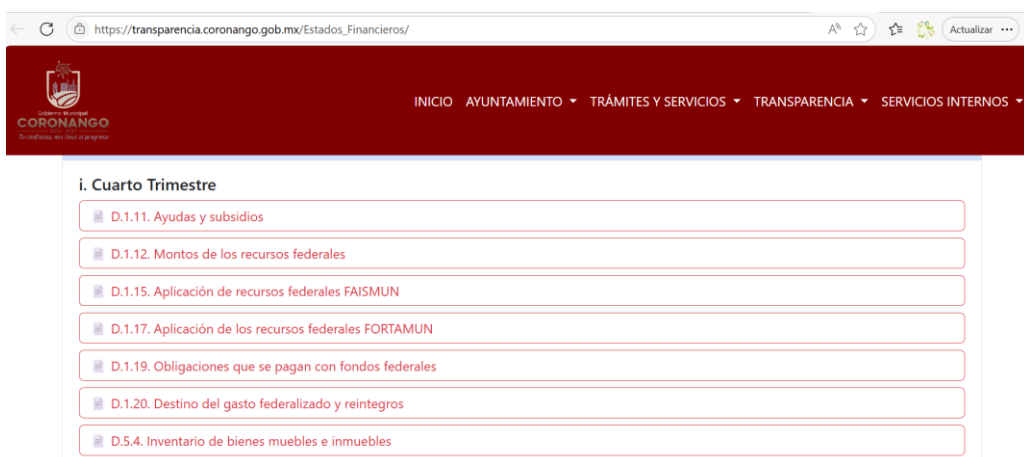 https://transparencia.coronango.gob.mx/Estados_Financieros/
Actualizar
Gobierno Municipal
CORONANGO
INICIO AYUNTAMIENTO TRÁMITES Y SERVICIOS TRANSPARENCIA SERVICIOS INTERNOS
i. Cuarto Trimestre
D.1.11. Ayudas y subsidios
D.1.12. Montos de los recursos federales
D.1.15. Aplicación de recursos federales FAISMUN
D.1.17. Aplicación de los recursos federales FORTAMUN
D.1.19. Obligaciones que se pagan con fondos federales
D.1.20. Destino del gasto federalizado y reintegros
D.5.4. Inventario de bienes muebles e inmuebles